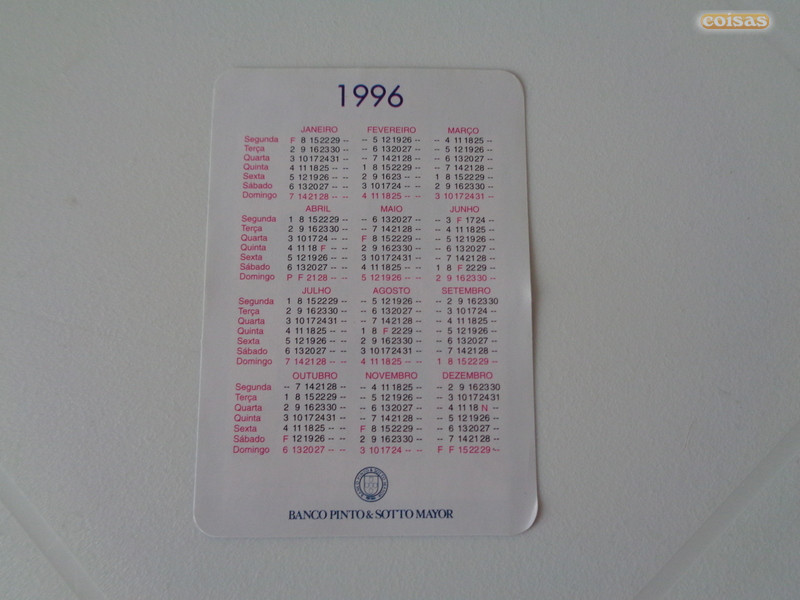 coisas
1996
JANEIRO FEVEREIRO MARÇO
Segunda F 8 15 22 29 -- -- 5 12 19 26 -- -- 4 11 18 25 --
Terça 2 9 16 23 30 -- -- 6 13 20 27 -- -- 5 12 19 26 --
Quarta 3 10 17 24 31 -- -- 7 14 21 28 -- -- 6 13 20 27 --
Quinta 4 11 18 25 -- -- 1 8 15 22 29 -- -- 7 14 21 28 --
Sexta 5 12 19 26 -- -- 2 9 16 23 -- -- 1 8 15 22 29 --
Sábado 6 13 20 27 -- -- 3 10 17 24 -- -- 2 9 16 23 30 --
Domingo 7 14 21 28 -- -- 4 11 18 25 -- -- 3 10 17 24 31 --
ABRIL MAIO JUNHO
Segunda 1 8 15 22 29 -- -- 6 13 20 27 -- -- 3 F 17 24 --
Terça 2 9 16 23 30 -- -- 7 14 21 28 -- -- 4 11 18 25 --
Quarta 3 10 17 24 -- -- F 8 15 22 29 -- -- 5 12 19 26 --
Quinta 4 11 18 F -- -- 2 9 16 23 30 -- -- 6 13 20 27 --
Sexta 5 12 19 26 -- -- 3 10 17 24 31 -- -- 7 14 21 28 --
Sábado 6 13 20 27 -- -- 4 11 18 25 -- -- 1 8 F 22 29 --
Domingo P F 21 28 -- -- 5 12 19 26 -- -- 2 9 16 23 30 --
JULHO AGOSTO SETEMBRO
Segunda 1 8 15 22 29 -- -- 5 12 19 26 -- -- 2 9 16 23 30
Terça 2 9 16 23 30 -- -- 6 13 20 27 -- -- 3 10 17 24 --
Quarta 3 10 17 24 31 -- -- 7 14 21 28 -- -- 4 11 18 25 --
Quinta 4 11 18 25 -- -- 1 8 F 22 29 -- -- 5 12 19 26 --
Sexta 5 12 19 26 -- -- 2 9 16 23 30 -- -- 6 13 20 27 --
Sábado 6 13 20 27 -- -- 3 10 17 24 31 -- -- 7 14 21 28 --
Domingo 7 14 21 28 -- -- 4 11 18 25 -- -- 1 8 15 22 29 --
OUTUBRO NOVEMBRO DEZEMBRO
Segunda -- 7 14 21 28 -- -- 4 11 18 25 -- -- 2 9 16 23 30
Terça 1 8 15 22 29 -- -- 5 12 19 26 -- -- 3 10 17 24 31
Quarta 2 9 16 23 30 -- -- 6 13 20 27 -- -- 4 11 18 N --
Quinta 3 10 17 24 31 -- -- 7 14 21 28 -- -- 5 12 19 26 --
Sexta 4 11 18 25 -- -- F 8 15 22 29 -- -- 6 13 20 27 --
Sábado F 12 19 26 -- -- 2 9 16 23 30 -- -- 7 14 21 28 --
Domingo 6 13 20 27 -- -- 3 10 17 24 -- -- F F 15 22 29 --
BANCO PINTO & SOTTO MAYOR